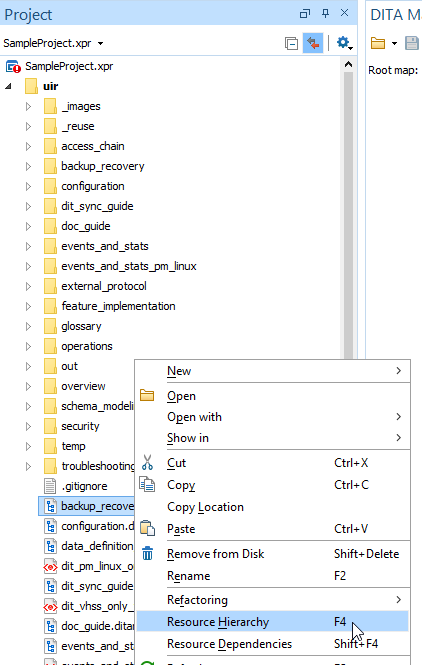 Project
DITA M
SampleProject.xpr
Root map:
SampleProject.xpr
uir
_images
_reuse
access_chain
backup_recovery
configuration
dit_sync_guide
doc_guide
events_and_stats
events_and_stats_pm_linux
external_protocol
feature_implementation
glossary
operations
out
overview
schema_modeli
security
temp
troubleshooting
.gitignore
backup_recove
configuration.d
data_definition
dit_pm_linux_o
dit_sync_guide
dit_vhss_only_
doc_guide.ditar
events_and_sta
New
Open
Open with
Show in
Cut Ctrl+X
Copy Ctrl+C
Copy Location
Paste Ctrl+V
Remove from Disk Shift+Delete
Rename F2
Refactoring
Resource Hierarchy F4
Resource Dependencies Shift+F4